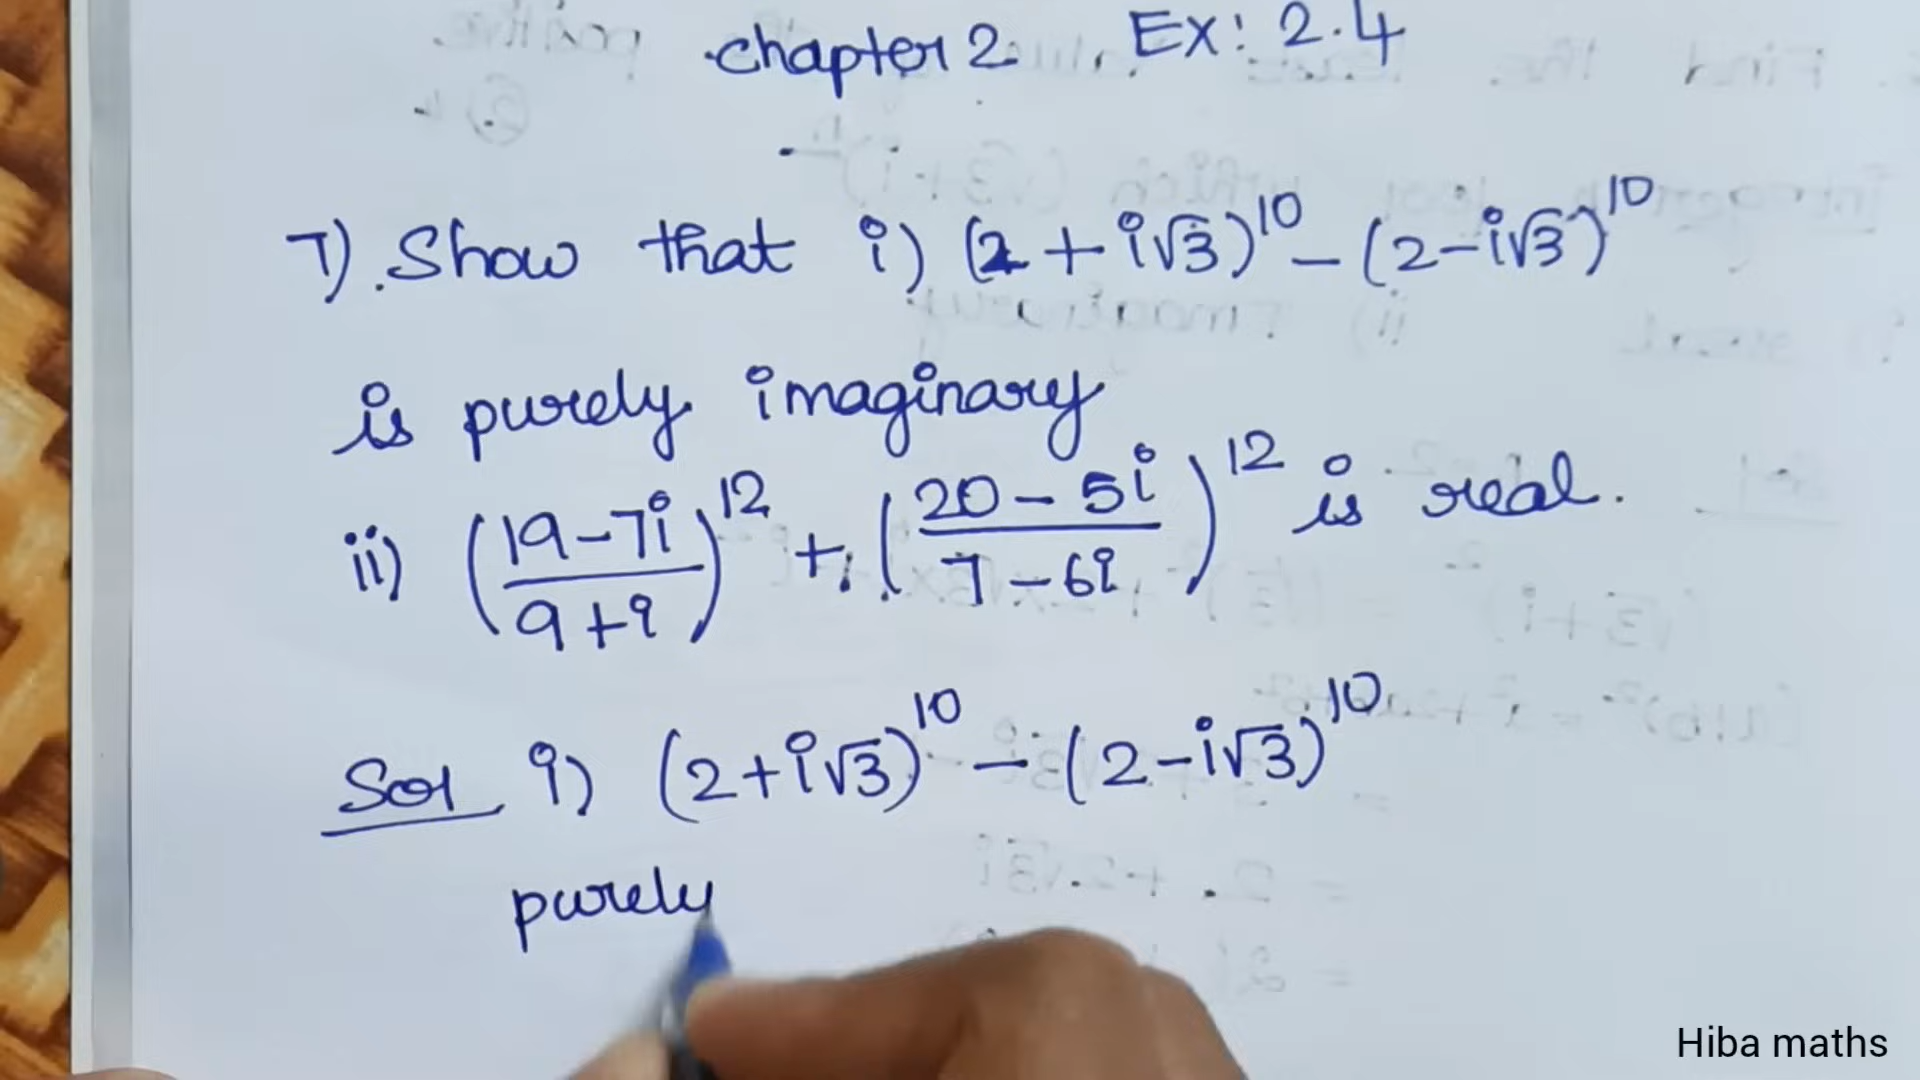 chapter 2 Ex: 2.4
7). Show that i) (2 + i√3)¹⁰ - (2 - i√3)¹⁰
is purely imaginary
ii) (19-7i / 9+i)¹² + (20-5i / 7-6i)¹² is real.
Sol i) (2+i√3)¹⁰ - (2-i√3)¹⁰
purely
Hiba maths